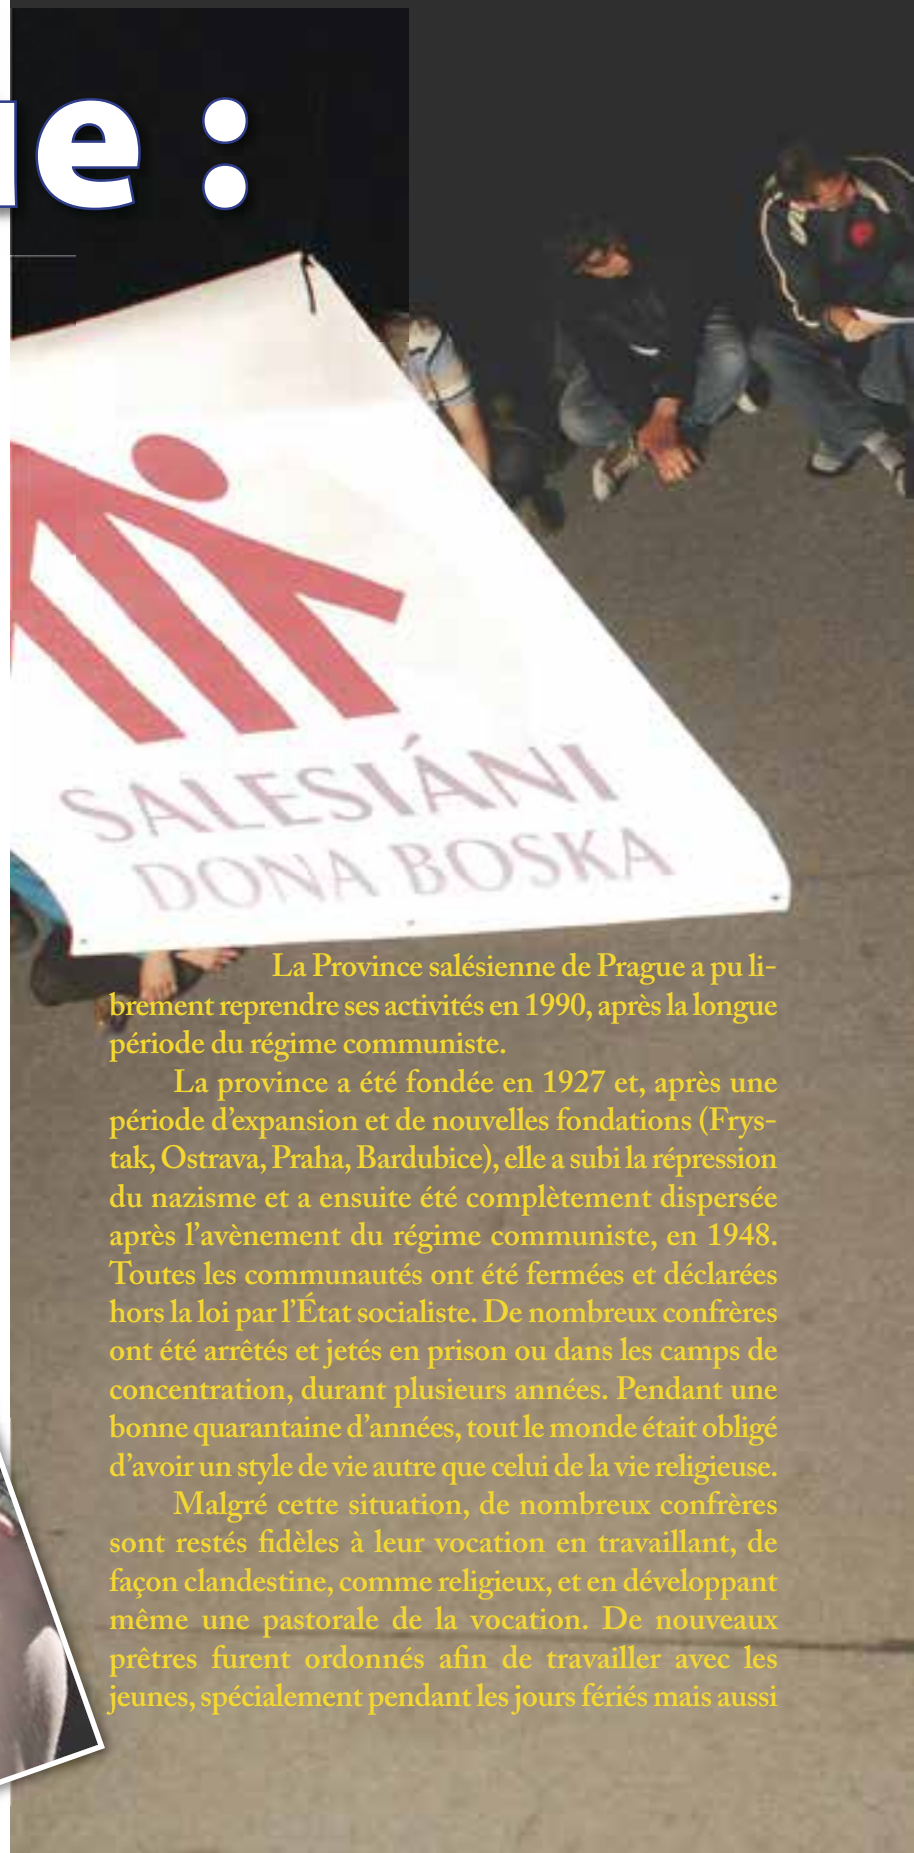 ue :
SALESIÁNI
DONA BOSKA
La Province salésienne de Prague a pu li-
brement reprendre ses activités en 1990, après la longue
période du régime communiste.
La province a été fondée en 1927 et, après une
période d’expansion et de nouvelles fondations (Frys-
tak, Ostrava, Praha, Bardubice), elle a subi la répression
du nazisme et a ensuite été complètement dispersée
après l’avènement du régime communiste, en 1948.
Toutes les communautés ont été fermées et déclarées
hors la loi par l’État socialiste. De nombreux confrères
ont été arrêtés et jetés en prison ou dans les camps de
concentration, durant plusieurs années. Pendant une
bonne quarantaine d’années, tout le monde était obligé
d’avoir un style de vie autre que celui de la vie religieuse.
Malgré cette situation, de nombreux confrères
sont restés fidèles à leur vocation en travaillant, de
façon clandestine, comme religieux, et en développant
même une pastorale de la vocation. De nouveaux
prêtres furent ordonnés afin de travailler avec les
jeunes, spécialement pendant les jours fériés mais aussi